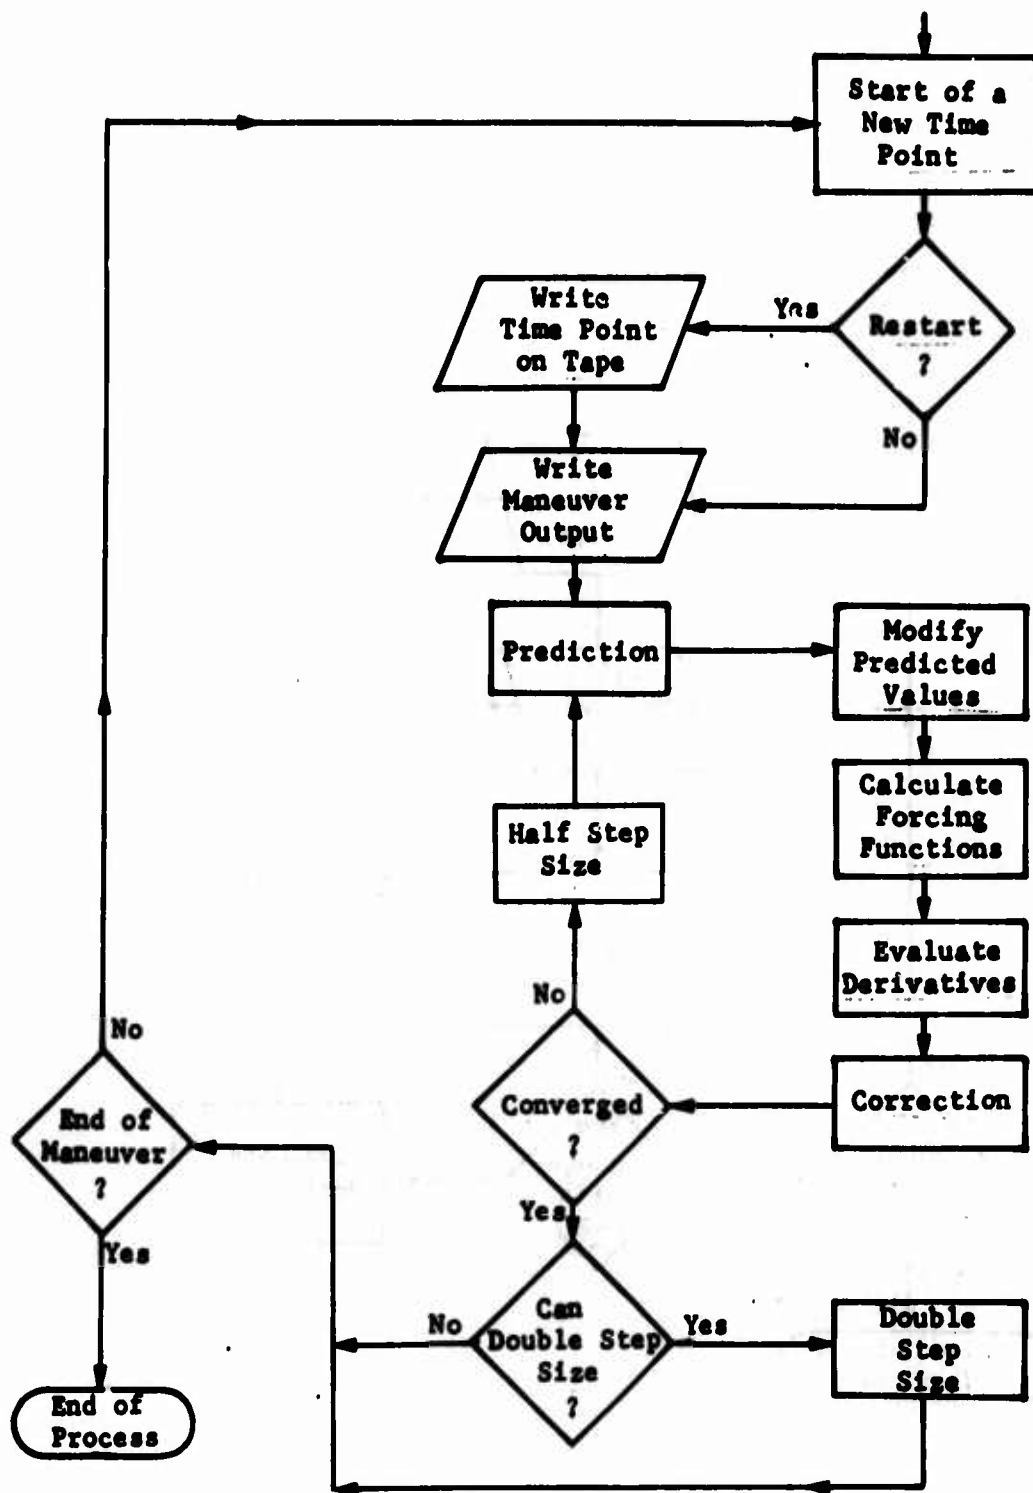 Start of a
New Time
Point
Restart
?
Yes
No
Write
Time Point
on Tape
Write
Maneuver
Output
Prediction
Modify
Predicted
Values
Calculate
Forcing
Functions
Evaluate
Derivatives
Correction
Half Step
Size
No
Converged
?
Yes
Can
Double Step
Size
?
No
Yes
Double
Step
Size
No
End of
Maneuver
?
Yes
End of
Process